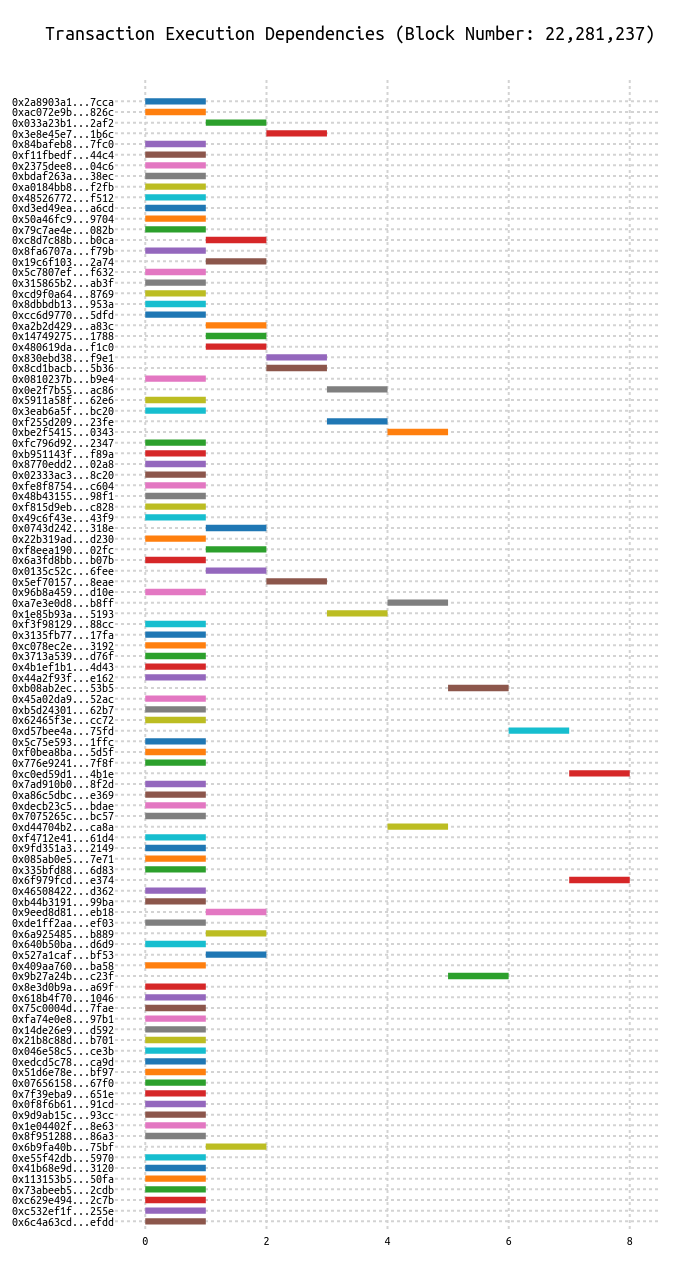 Transaction Execution Dependencies (Block Number: 22,281,237)
0x2a8903a1...7cca
0xac072e9b...826c
0x033a23b1...2af2
0x3e8e45e7...1b6c
0x84bafeb8...7fc0
0xf11fbedf...44c4
0x2375dee8...04c6
0xbdaf263a...38ec
0xa0184bb8...f2fb
0x48526772...f512
0xd3ed49ea...a6cd
0x50a46fc9...9704
0x79c7ae4e...082b
0xc8d7c88b...b0ca
0x8fa6707a...f79b
0x19c6f103...2a74
0x5c7807ef...f632
0x315865b2...ab3f
0xcd9f0a64...8769
0x8dbbdb13...953a
0xcc6d9770...5dfd
0xa2b2d429...a83c
0x14749275...1788
0x480619da...f1c0
0x830ebd38...f9e1
0x8cd1bacb...5b36
0x0810237b...b9e4
0x0e2f7b55...ac86
0x5911a58f...62e6
0x3eab6a5f...bc20
0xf255d209...23fe
0xbe2f5415...0343
0xfc796d92...2347
0xb951143f...f89a
0x8770edd2...02a8
0x02333ac3...8c20
0xfe8f8754...c604
0x48b43155...98f1
0xf815d9eb...c828
0x49c6f43e...43f9
0x0743d242...318e
0x22b319ad...d230
0xf8eea190...02fc
0x6a3fd8bb...b07b
0x0135c52c...6fee
0x5ef70157...8eae
0x96b8a459...d10e
0xa7e3e0d8...b8ff
0x1e85b93a...5193
0xf3f98129...88cc
0x3135fb77...17fa
0xc078ec2e...3192
0x3713a539...d76f
0x4b1ef1b1...4d43
0x44a2f93f...e162
0xb08ab2ec...53b5
0x45a02da9...52ac
0xb5d24301...62b7
0x62465f3e...cc72
0xd57bee4a...75fd
0x5c75e593...1ffc
0xf0bea8ba...5d5f
0x776e9241...7f8f
0xc0ed59d1...4b1e
0x7ad910b0...8f2d
0xa86c5dbc...e369
0xdecb23c5...bdae
0x7075265c...bc57
0xd44704b2...ca8a
0xf4712e41...61d4
0x9fd351a3...2149
0x085ab0e5...7e71
0x335bfd88...6d83
0x6f979fcd...e374
0x46508422...d362
0xb44b3191...99ba
0x9eed8d81...eb18
0xde1ff2aa...ef03
0x6a925485...b889
0x640b50ba...d6d9
0x527a1caf...bf53
0x409aa760...ba58
0x9b27a24b...c23f
0x8e3d0b9a...a69f
0x618b4f70...1046
0x75c0004d...7fae
0xfa74e0e8...97b1
0x14de26e9...d592
0x21b8c88d...b701
0x046e58c5...ce3b
0xedcd5c78...ca9d
0x51d6e78e...bf97
0x07656158...67f0
0x7f39eba9...651e
0x0f8f6b61...91cd
0x9d9ab15c...93cc
0x1e04402f...8e63
0x8f951288...86a3
0x6b9fa40b...75bf
0xe55f42db...5970
0x41b68e9d...3120
0x113153b5...50fa
0x73abeeb5...2cdb
0xc629e494...2c7b
0xc532ef1f...255e
0x6c4a63cd...efdd
0 2 4 6 8